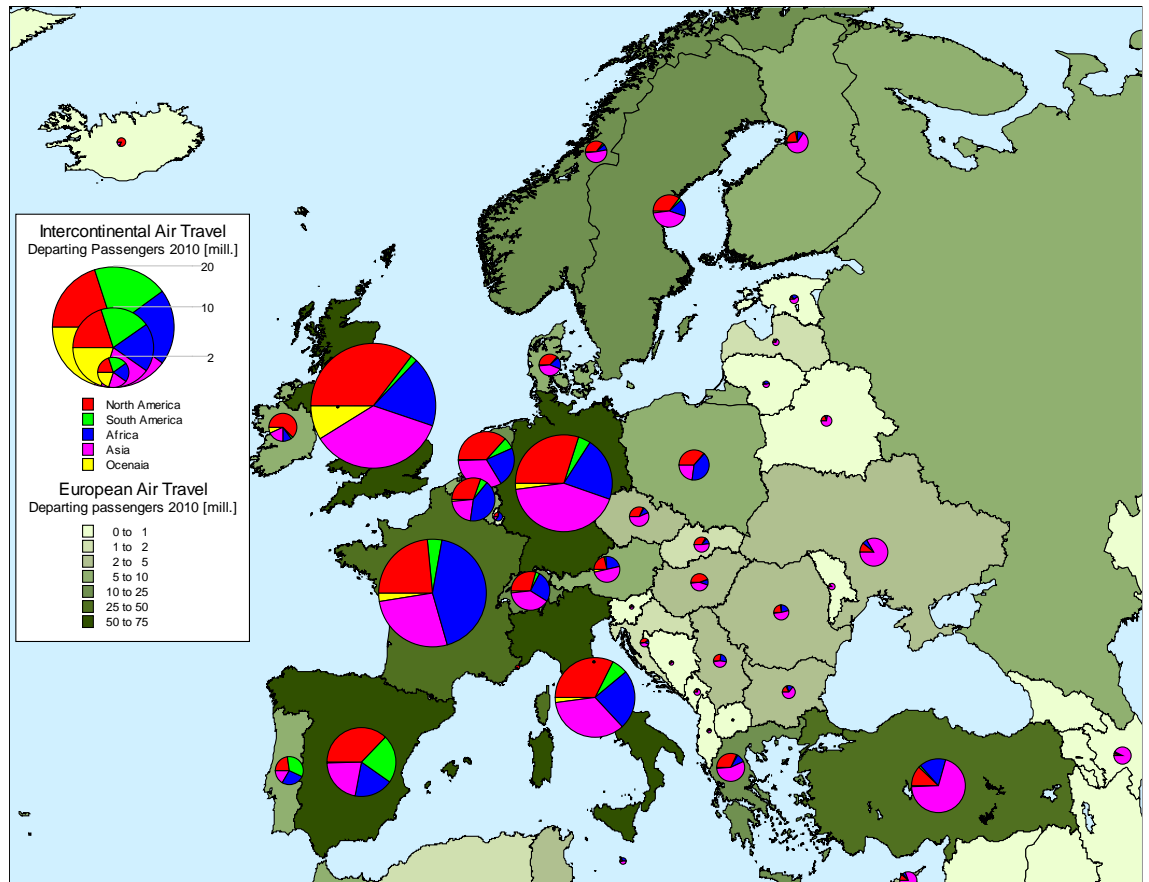 Intercontinental Air Travel
Departing Passengers 2010 [mill.]
20
10
2
North America
South America
Africa
Asia
Ocenaia
European Air Travel
Departing passengers 2010 [mill.]
0 to 1
1 to 2
2 to 5
5 to 10
10 to 25
25 to 50
50 to 75